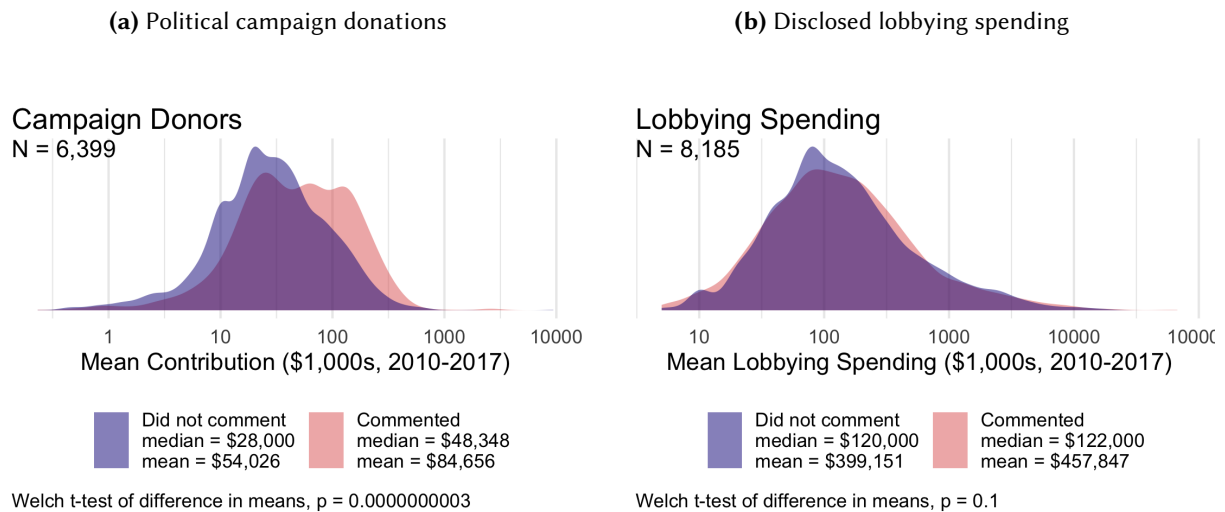 (a) Political campaign donations
Campaign Donors
N = 6,399
1 10 100 1000 10000
Mean Contribution ($1,000s, 2010-2017)
Did not comment
median = $28,000
mean = $54,026
Commented
median = $48,348
mean = $84,656
Welch t-test of difference in means, p = 0.0000000003
(b) Disclosed lobbying spending
Lobbying Spending
N = 8,185
10 100 1000 10000 10000
Mean Lobbying Spending ($1,000s, 2010-2017)
Did not comment
median = $120,000
mean = $399,151
Commented
median = $122,000
mean = $457,847
Welch t-test of difference in means, p = 0.1